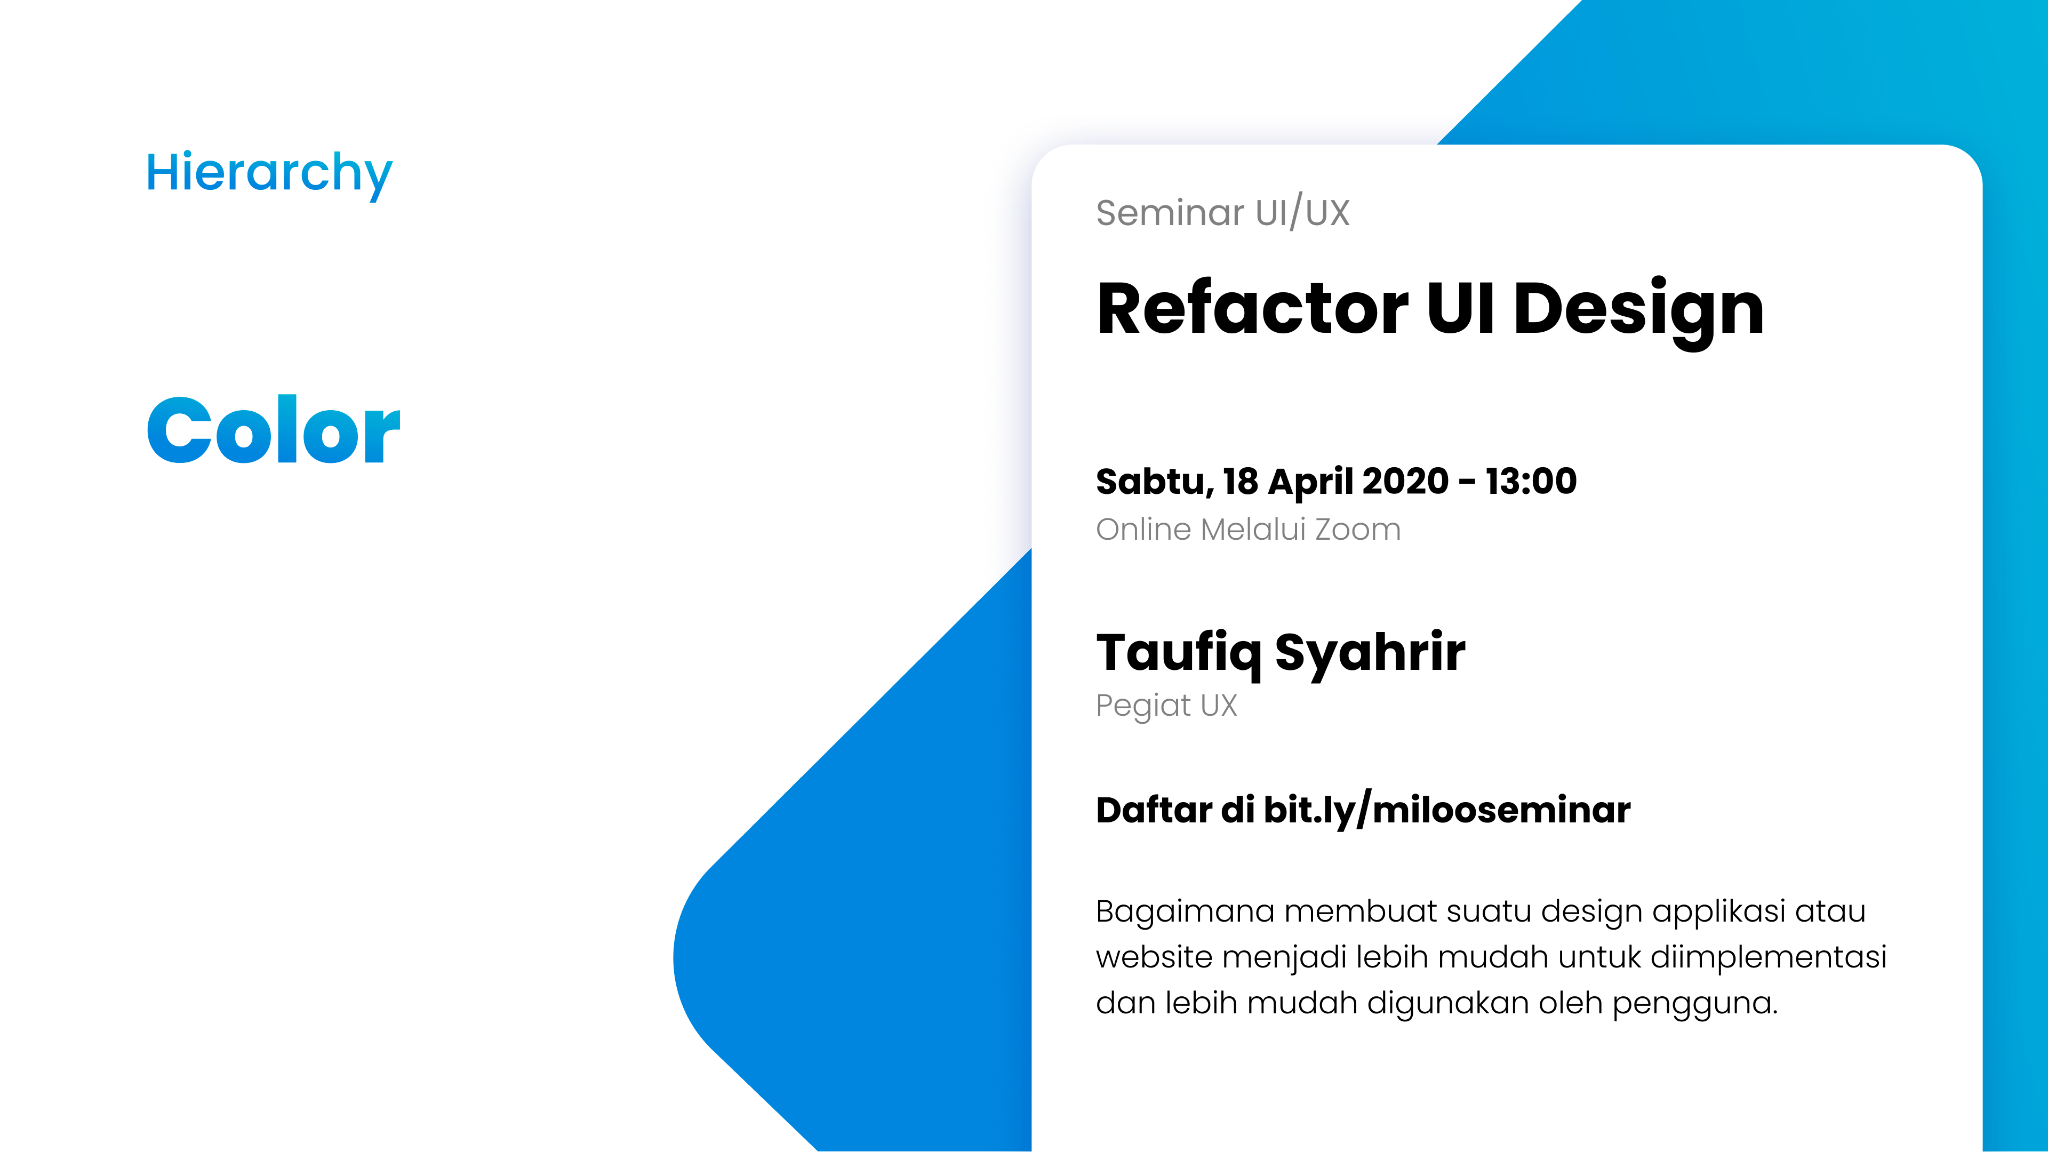 Hierarchy
Color
Seminar UI/UX
Refactor UI Design
Sabtu, 18 April 2020 - 13:00
Online Melalui Zoom
Taufiq Syahrir
Pegiat UX
Daftar di bit.ly/milooseminar
Bagaimana membuat suatu design applikasi atau
website menjadi lebih mudah untuk diimplementasi
dan lebih mudah digunakan oleh pengguna.